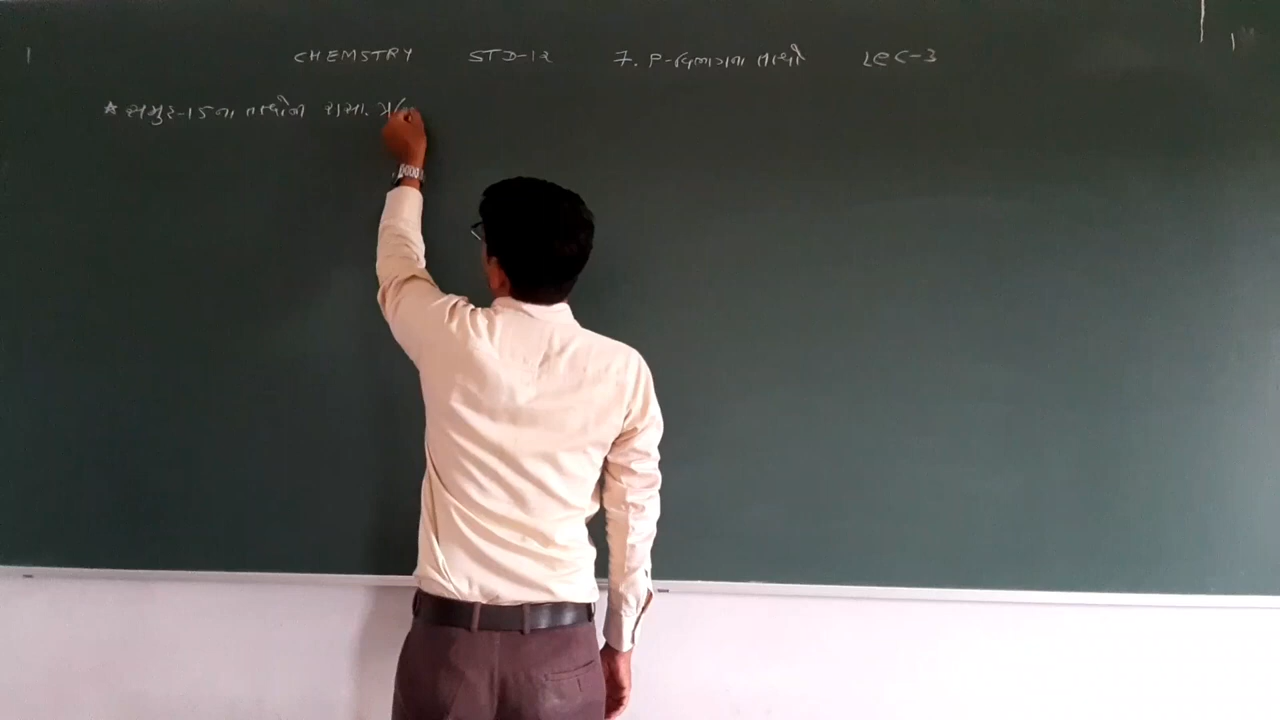 CHEMSTRY STD-12 7. P-વિભાગના તત્વો LEC-3
* સમુહ-15ના તત્વોના રાસા.